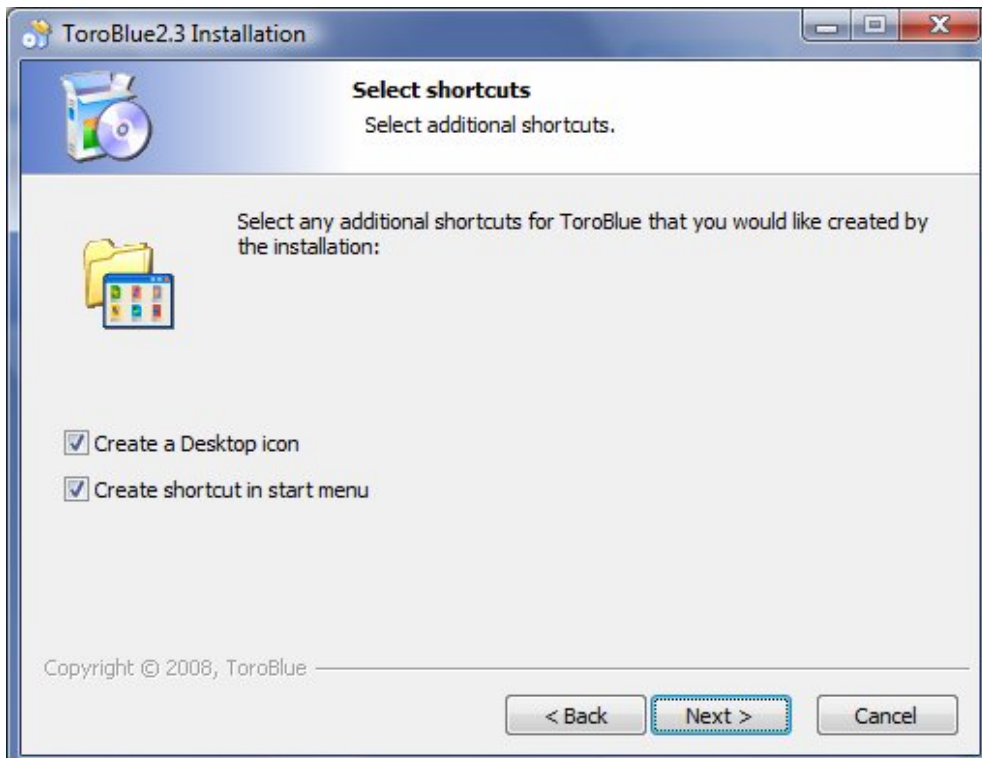 ToroBlue2.3 Installation
Select shortcuts
Select additional shortcuts.
Select any additional shortcuts for ToroBlue that you would like created by
the installation:
Create a Desktop icon
Create shortcut in start menu
Copyright © 2008, ToroBlue
< Back
Next >
Cancel